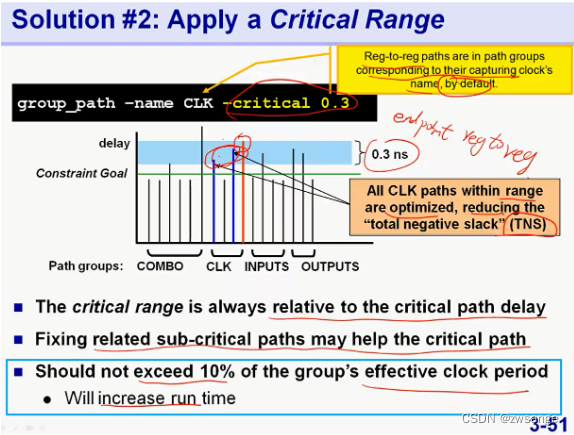 Solution #2: Apply a Critical Range
Reg-to-reg paths are in path groups
corresponding to their capturing clock's
name, by default.
group_path –name CLK –critical 0.3
endpoint reg to reg
delay
0.3 ns
Constraint Goal
All CLK paths within range
are optimized, reducing the
"total negative slack" (TNS)
Path groups: COMBO CLK INPUTS OUTPUTS
The critical range is always relative to the critical path delay
Fixing related sub-critical paths may help the critical path
Should not exceed 10% of the group's effective clock period
Will increase run time
CSDN @zwsange
3-51